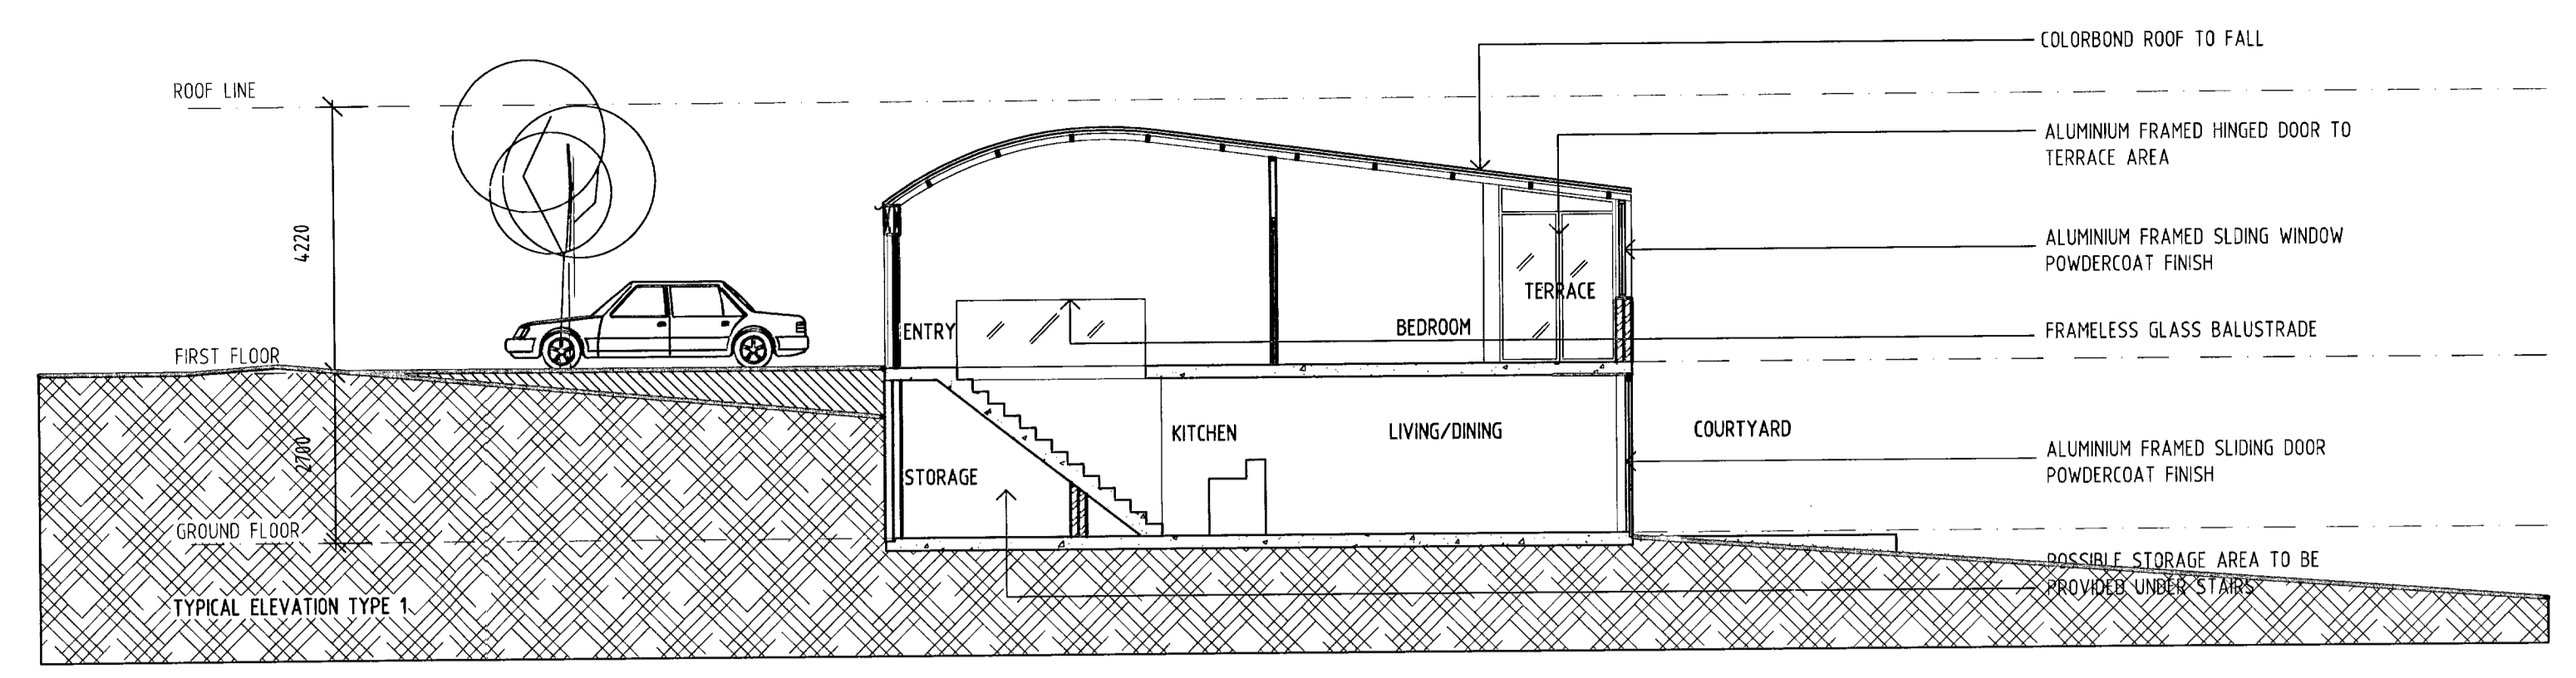 COLORBOND ROOF TO FALL
ROOF LINE
ALUMINIUM FRAMED HINGED DOOR TO
TERRACE AREA
4220
ALUMINIUM FRAMED SLDING WINDOW
POWDERCOAT FINISH
TERRACE
ENTRY
BEDROOM
FRAMELESS GLASS BALUSTRADE
FIRST FLOOR
2700
KITCHEN
LIVING/DINING
COURTYARD
ALUMINIUM FRAMED SLIDING DOOR
POWDERCOAT FINISH
STORAGE
GROUND FLOOR
POSSIBLE STORAGE AREA TO BE
PROVIDED UNDER STAIRS
TYPICAL ELEVATION TYPE 1